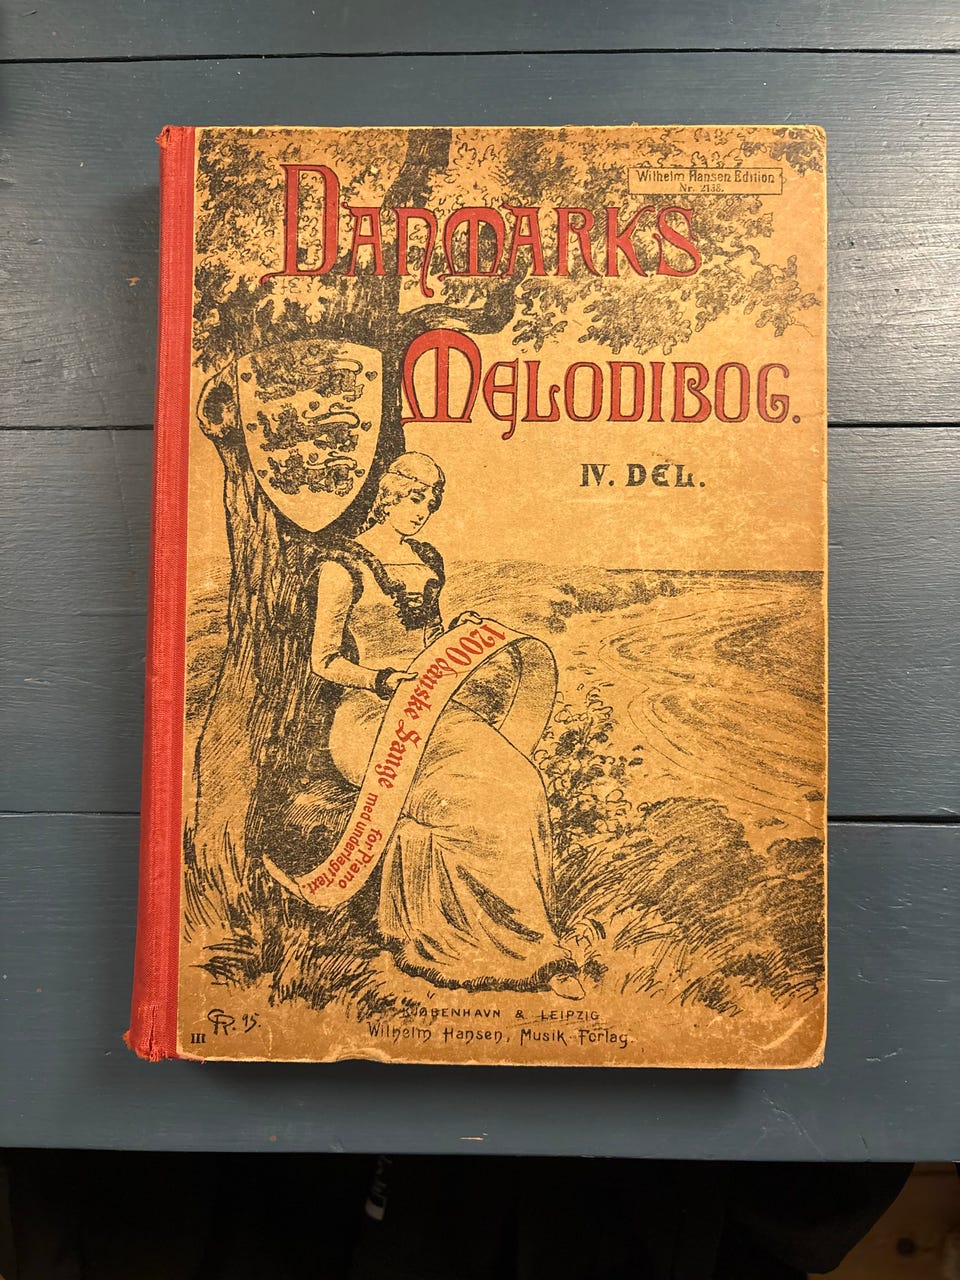 Wilhelm Hansen Edition
Nr. 2138.
DANMARKS
MELODIBOG.
IV. DEL.
1200 danske Sange
for Piano
med underlagt Text.
GR. 95.
III
KJØBENHAVN & LEIPZIG
Wilhelm Hansen, Musik-Forlag.